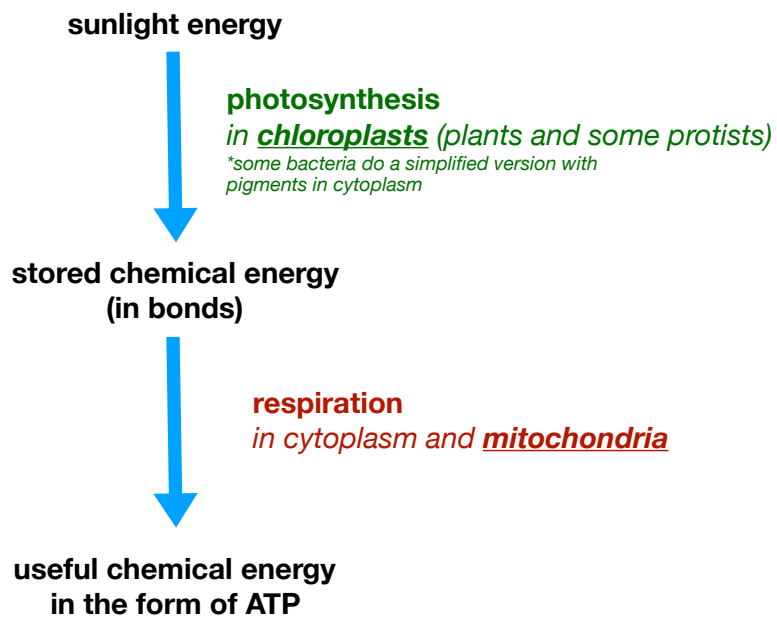 sunlight energy
photosynthesis
in chloroplasts (plants and some protists)
*some bacteria do a simplified version with
pigments in cytoplasm
stored chemical energy
(in bonds)
respiration
in cytoplasm and mitochondria
useful chemical energy
in the form of ATP